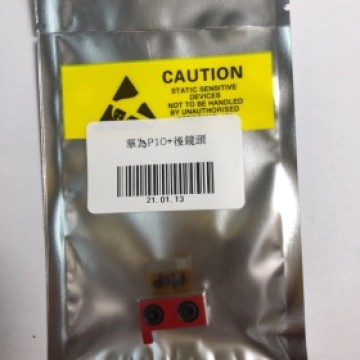 CAUTION
STATIC SENSITIVE
DEVICES
NOT TO BE HANDLED
BY UNAUTHORISED
華為P10+後鏡頭
21.01.13